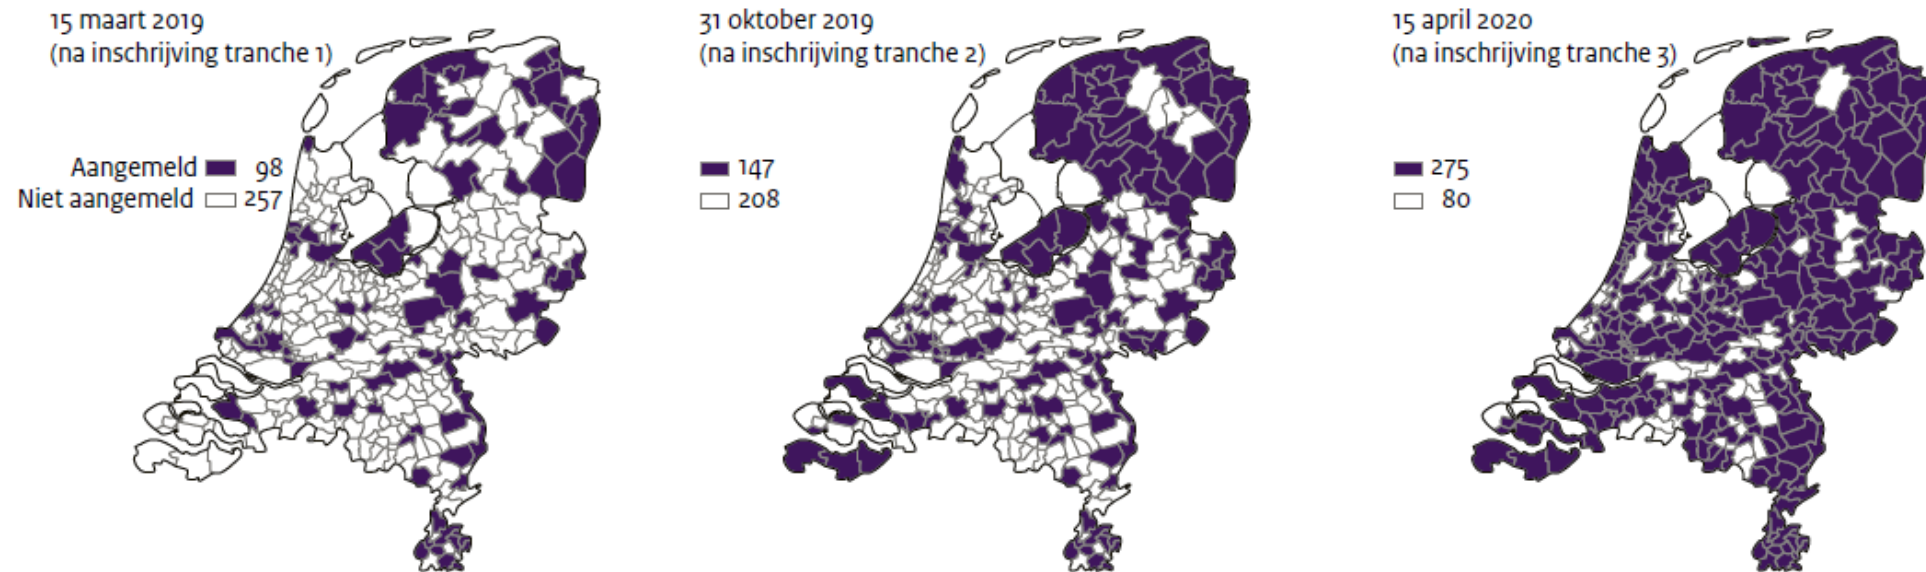 15 maart 2019
(na inschrijving tranche 1)
Aangemeld 98
Niet aangemeld 257
31 oktober 2019
(na inschrijving tranche 2)
147
208
15 april 2020
(na inschrijving tranche 3)
275
80